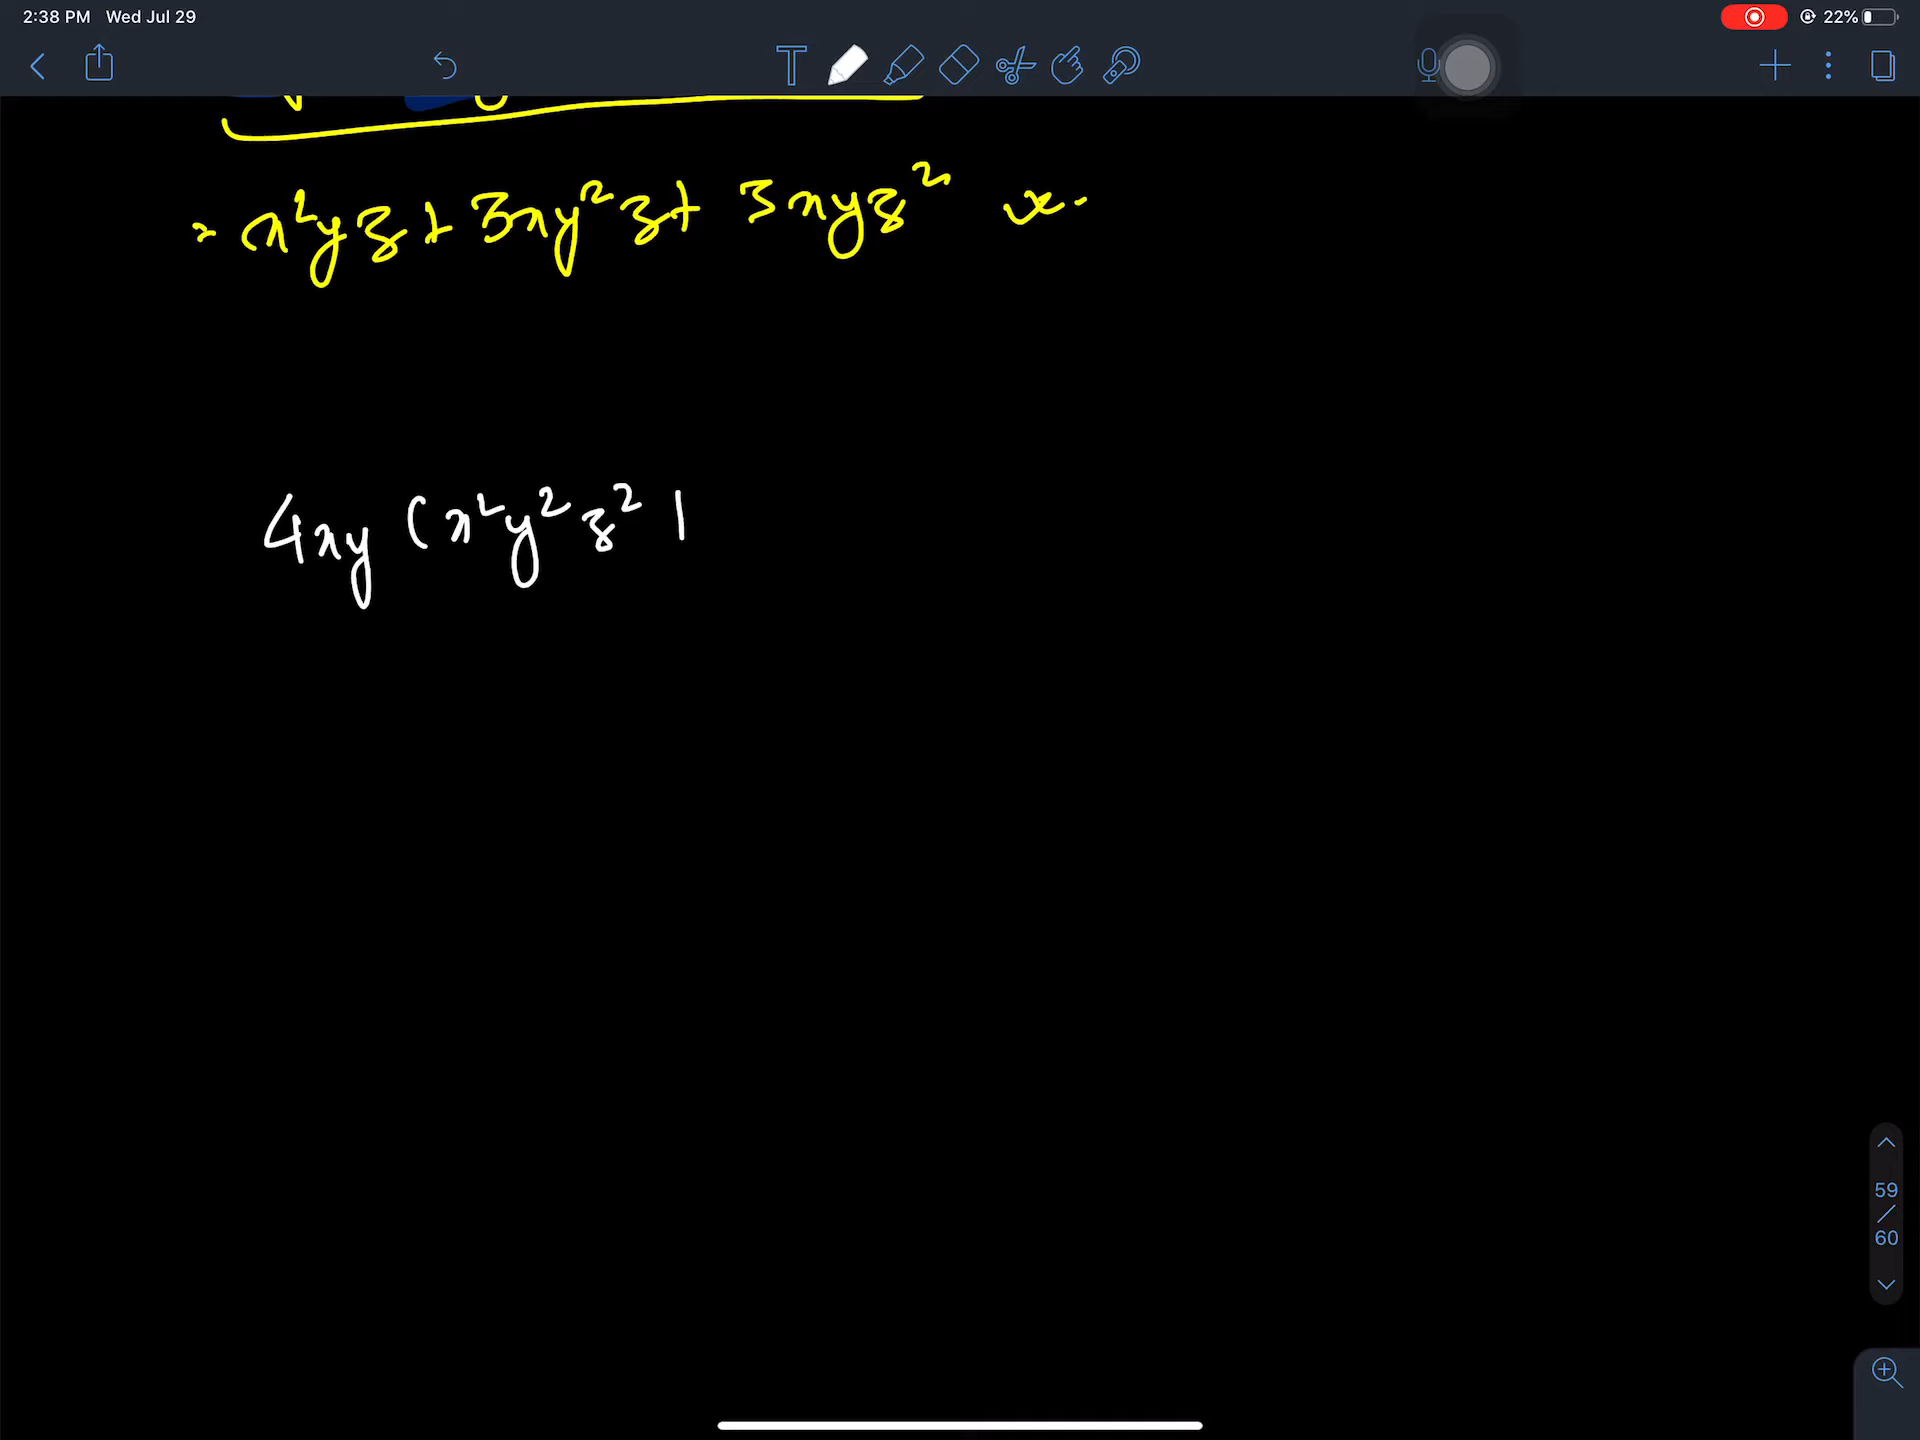 2:38 PM Wed Jul 29 22%
= x²yz + 3xy²z + 3xyz²
4xy (x²y²z² |
59
/
60